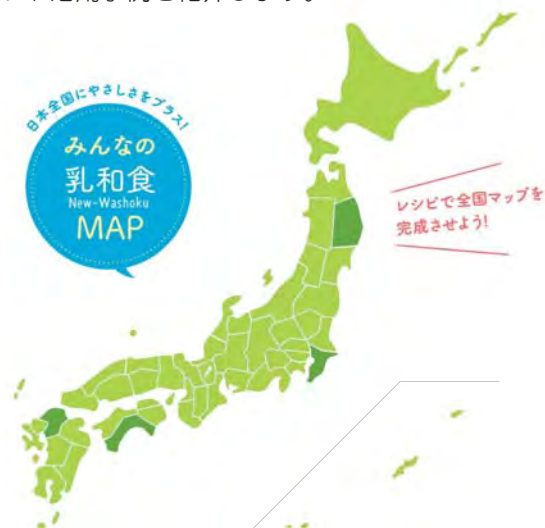 日本全国にやさしさをプラス!
みんなの
乳和食
New-Washoku
MAP
レシピで全国マップを
完成させよう!